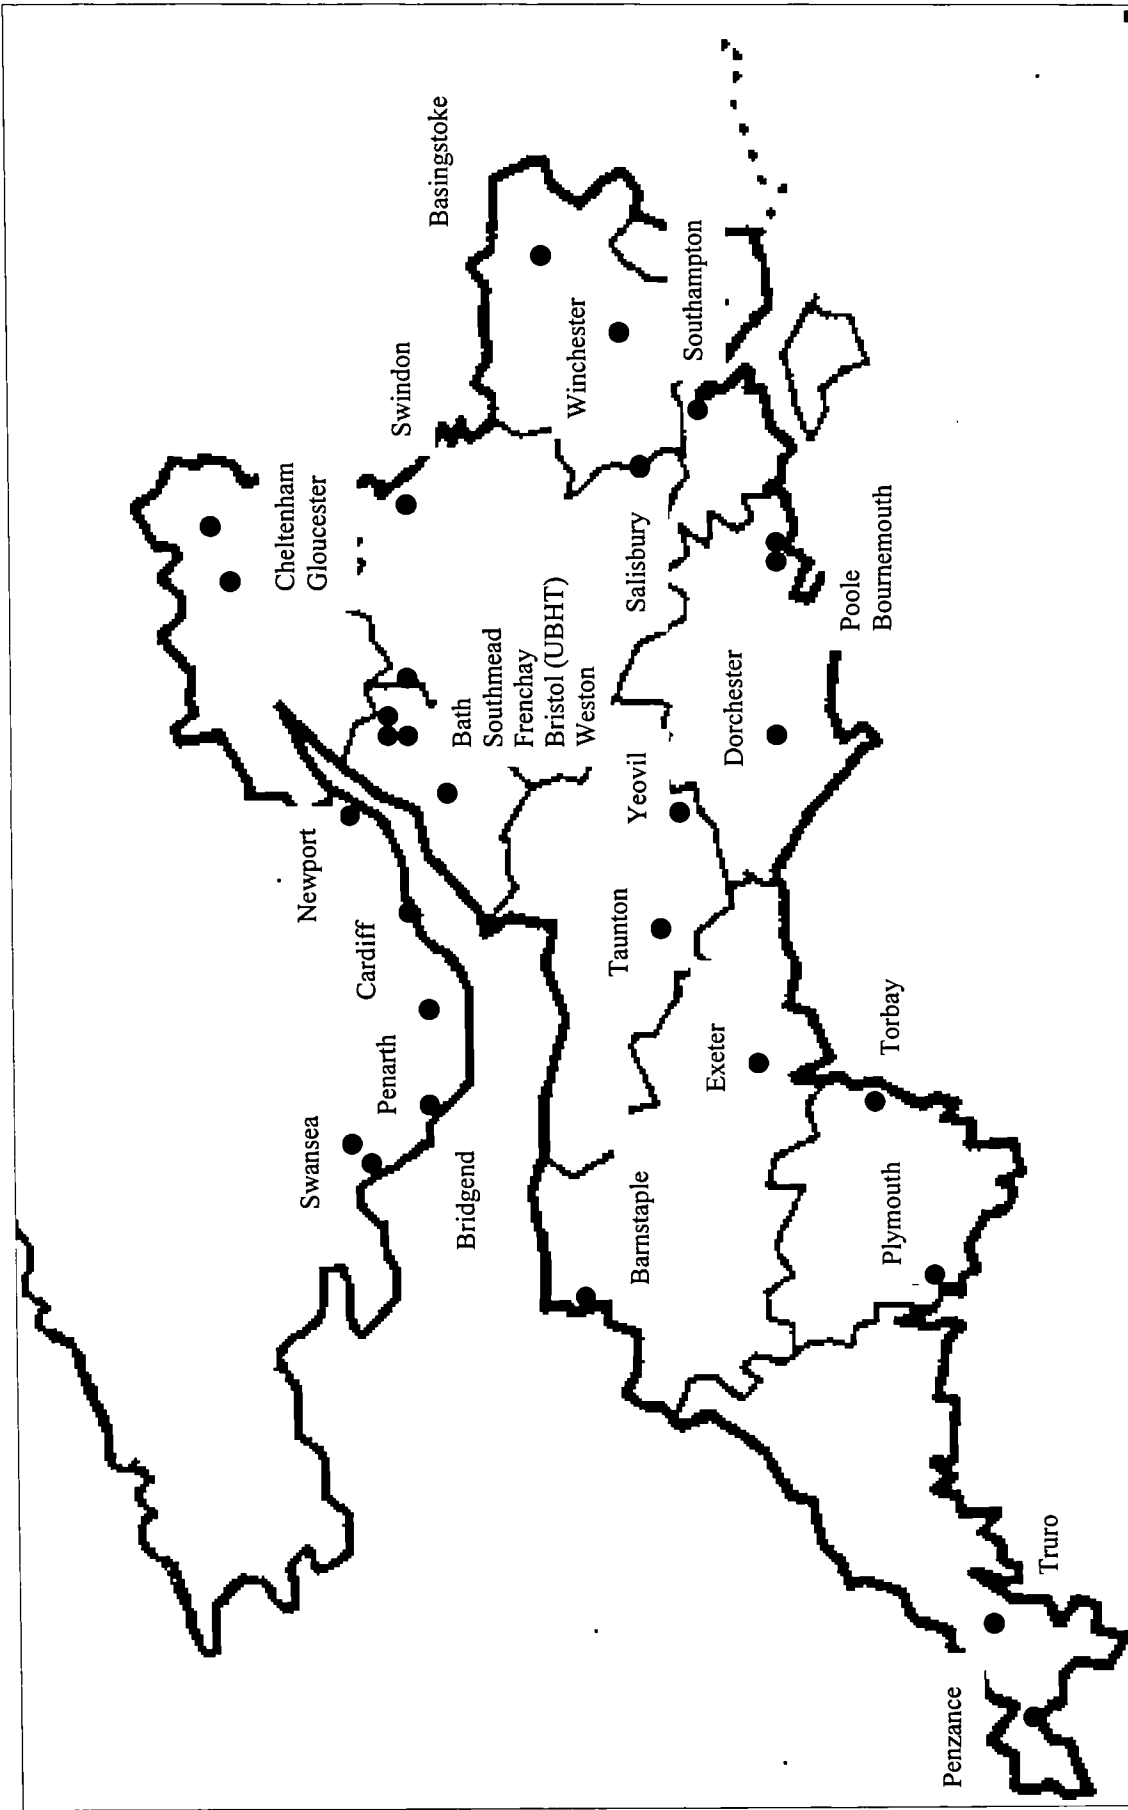 Swansea
Newport
Cheltenham
Gloucester
Cardiff
Penarth
Swindon
Basingstoke
Bridgend
Bath
Southmead
Frenchay
Bristol (UBHT)
Weston
Winchester
Barnstaple
Taunton
Yeovil
Salisbury
Southampton
Exeter
Dorchester
Poole
Bournemouth
Plymouth
Torbay
Penzance
Truro